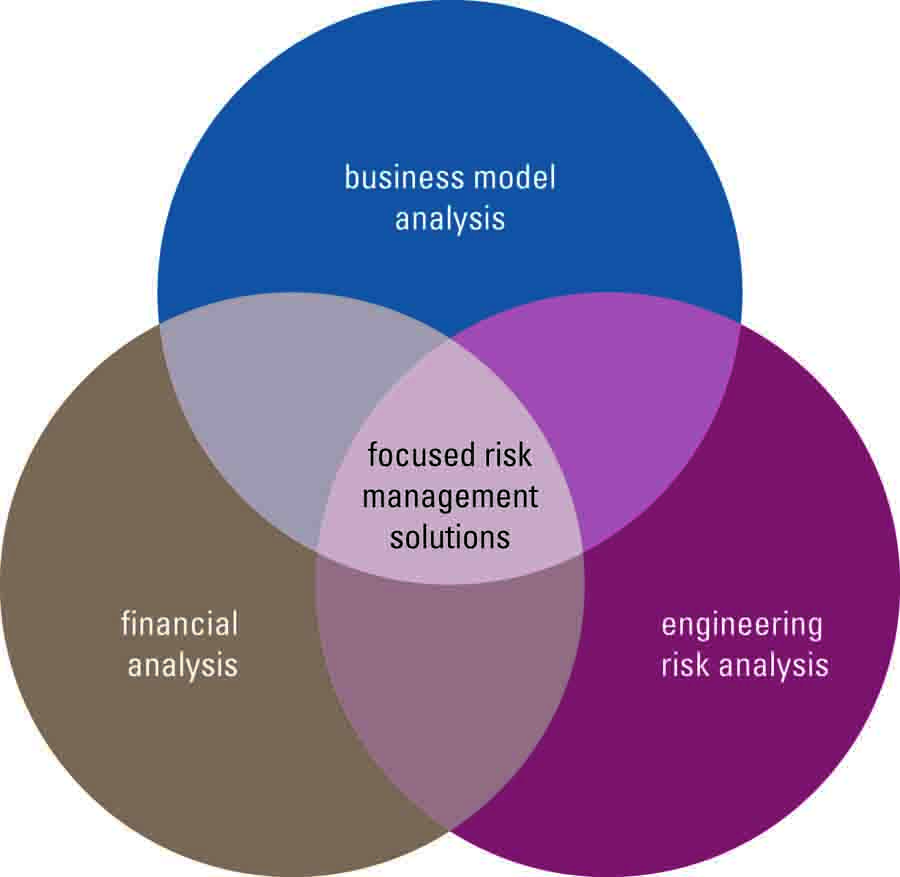 business model
analysis
focused risk
management
solutions
financial
analysis
engineering
risk analysis